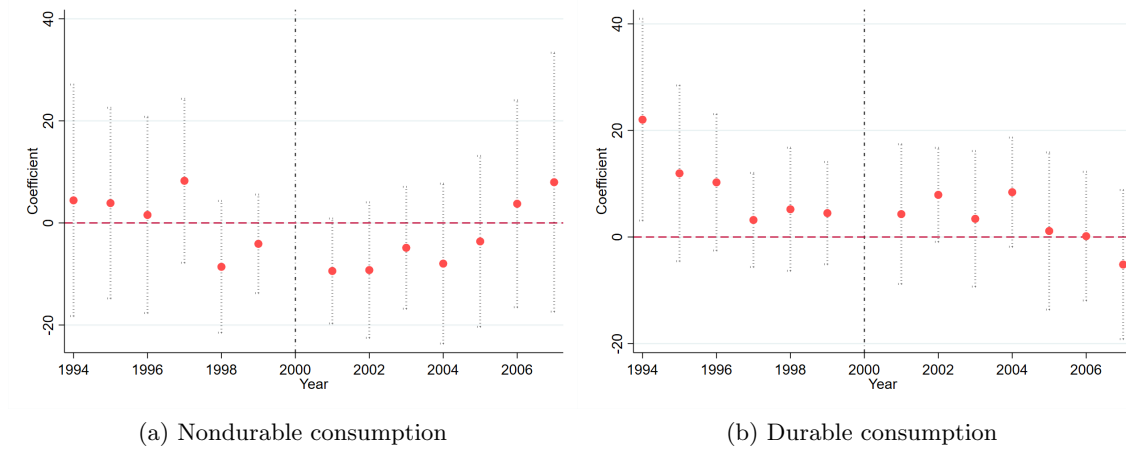 40
20
0
-20
Coefficient
1994 1996 1998 2000 2002 2004 2006
Year
(a) Nondurable consumption
40
20
0
-20
Coefficient
1994 1996 1998 2000 2002 2004 2006
Year
(b) Durable consumption